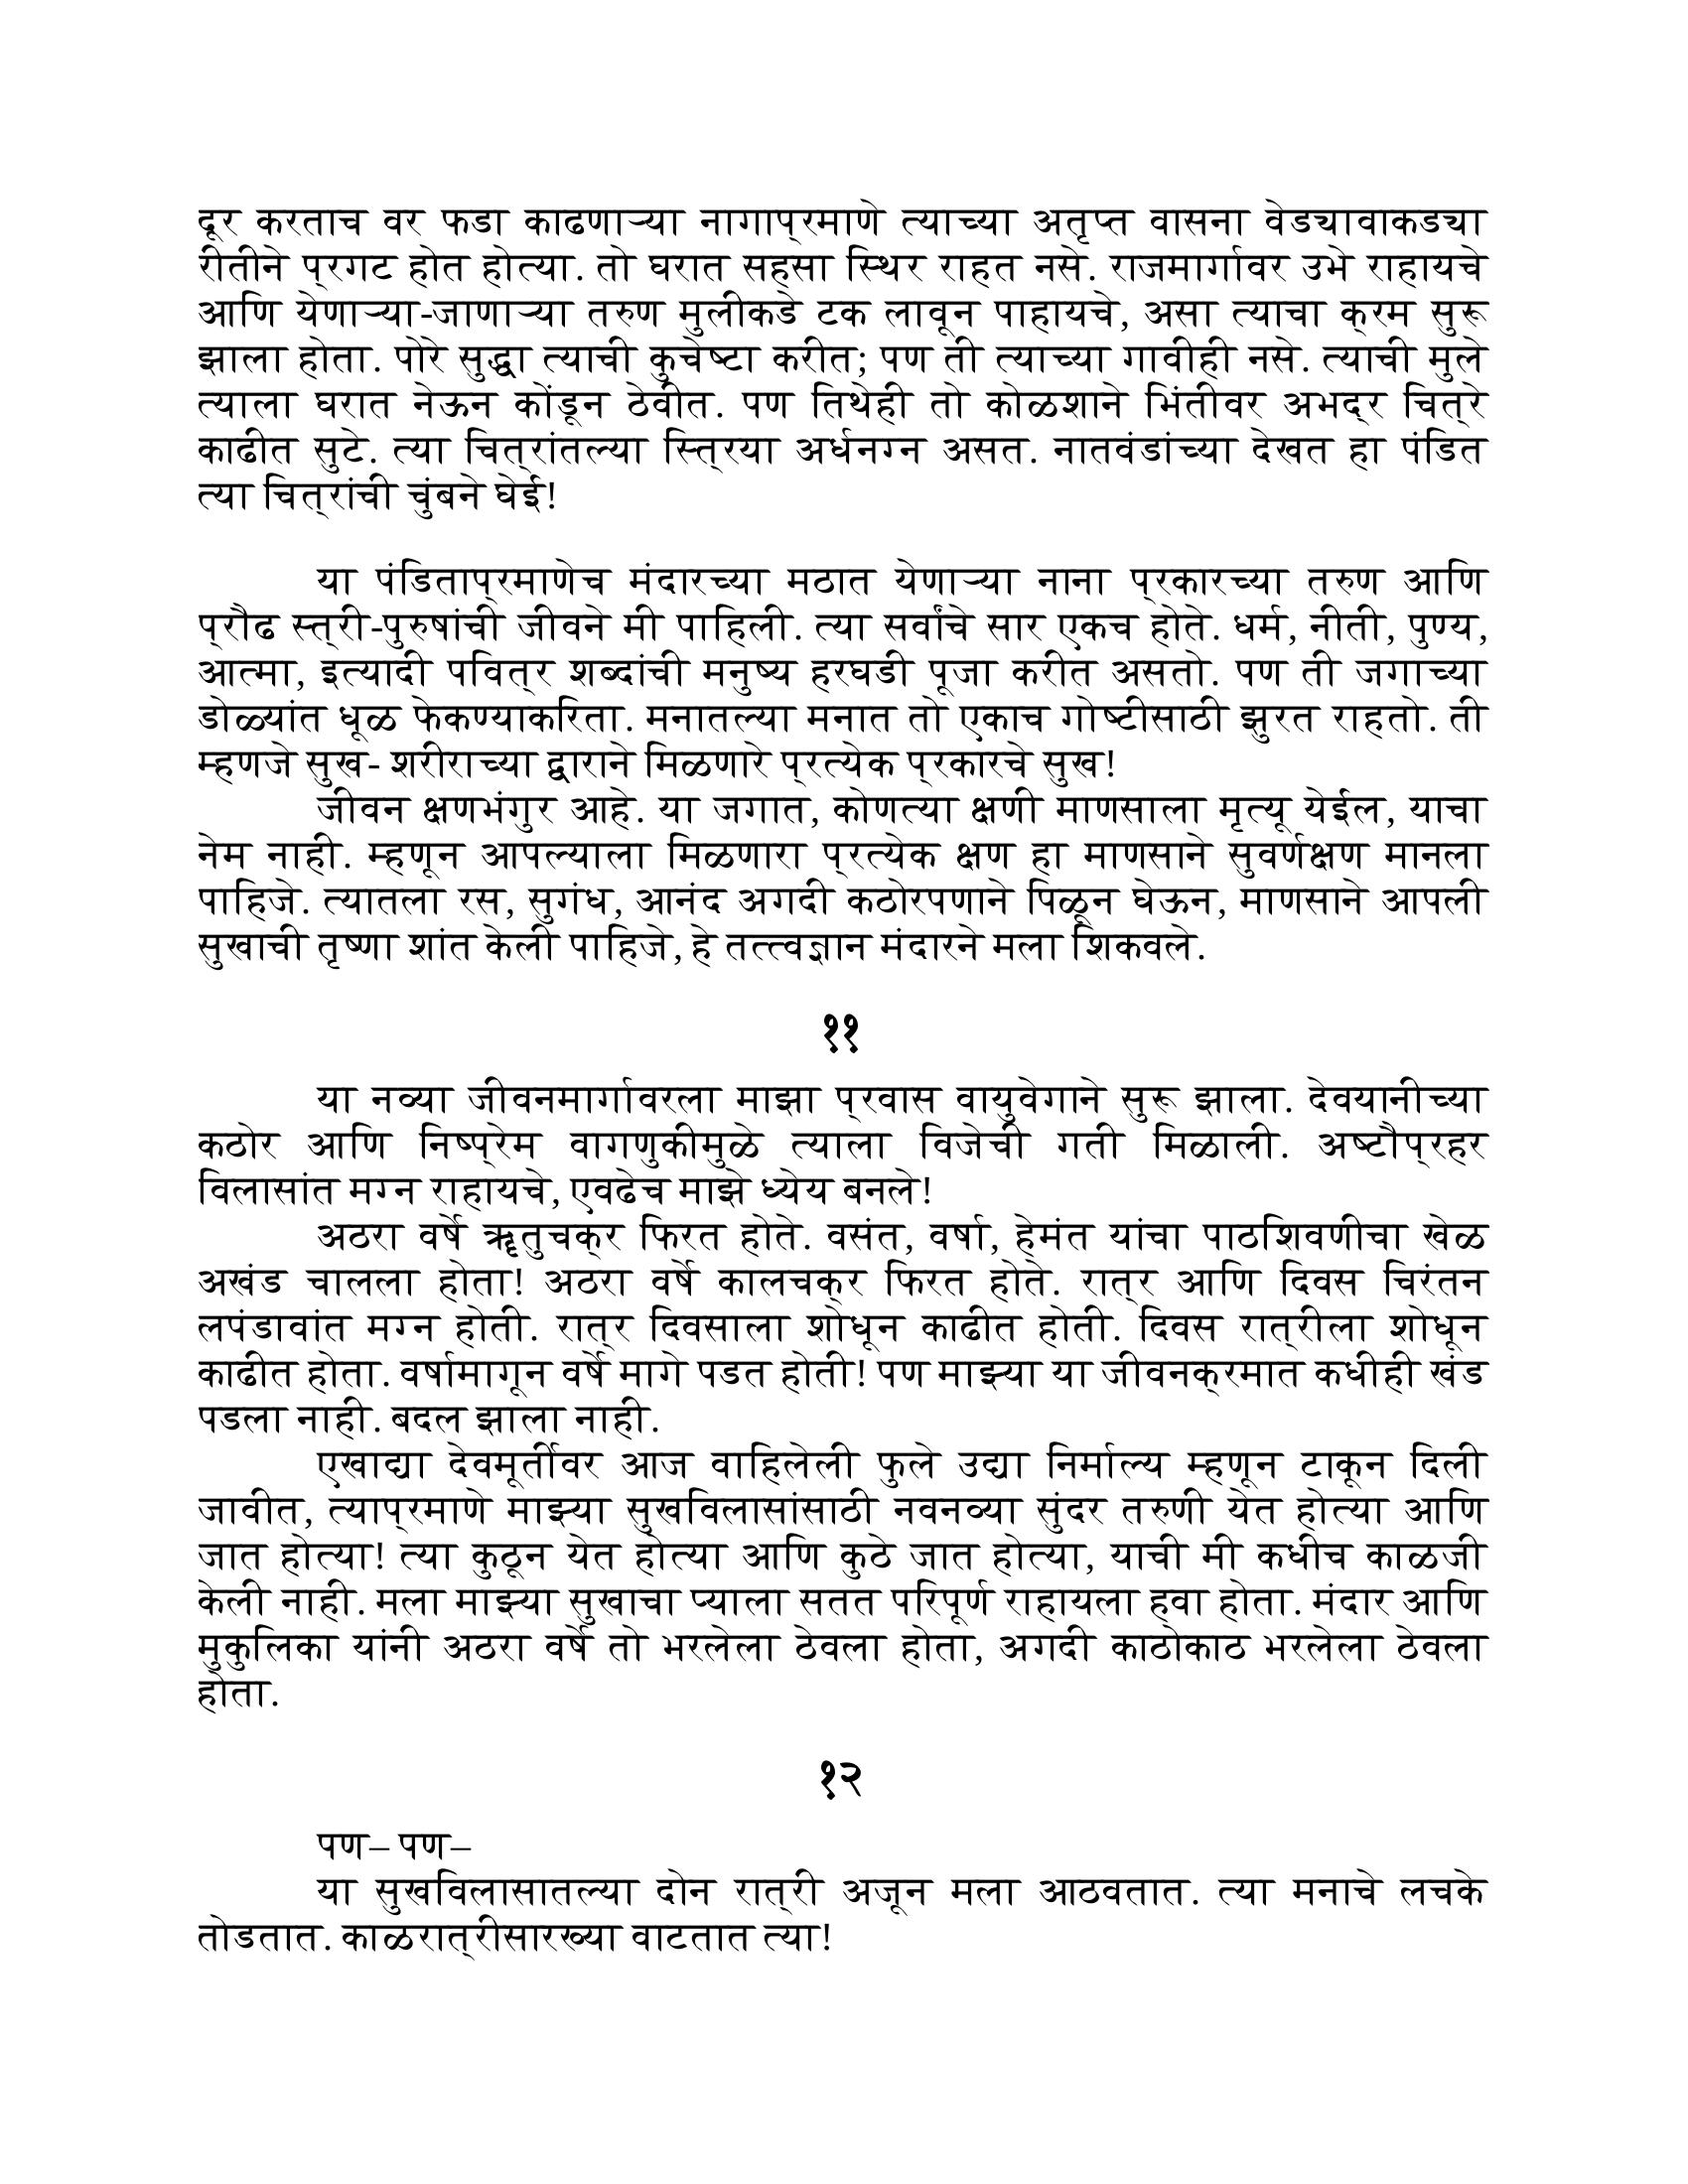 दूर करताच वर फडा काढणाऱ्या नागाप्रमाणे त्याच्या अतृप्त वासना वेड्यावाकड्या
रीतीने प्रगट होत होत्या. तो घरात सहसा स्थिर राहत नसे. राजमार्गावर उभे राहायचे
आणि येणाऱ्या-जाणाऱ्या तरुण मुलीकडे टक लावून पाहायचे, असा त्याचा क्रम सुरू
झाला होता. पोरे सुद्धा त्याची कुचेष्टा करीत; पण ती त्याच्या गावीही नसे. त्याची मुले
त्याला घरात नेऊन कोंडून ठेवीत. पण तिथेही तो कोळशाने भिंतीवर अभद्र चित्रे
काढीत सुटे. त्या चित्रांतल्या स्त्रिया अर्धनग्न असत. नातवंडांच्या देखत हा पंडित
त्या चित्रांची चुंबने घेई!
या पंडिताप्रमाणेच मंदारच्या मठात येणाऱ्या नाना प्रकारच्या तरुण आणि
प्रौढ स्त्री-पुरुषांची जीवने मी पाहिली. त्या सर्वांचे सार एकच होते. धर्म, नीती, पुण्य,
आत्मा, इत्यादी पवित्र शब्दांची मनुष्य हरघडी पूजा करीत असतो. पण ती जगाच्या
डोळ्यांत धूळ फेकण्याकरिता. मनातल्या मनात तो एकाच गोष्टीसाठी झुरत राहतो. ती
म्हणजे सुख- शरीराच्या द्वाराने मिळणारे प्रत्येक प्रकारचे सुख!
जीवन क्षणभंगुर आहे. या जगात, कोणत्या क्षणी माणसाला मृत्यू येईल, याचा
नेम नाही. म्हणून आपल्याला मिळणारा प्रत्येक क्षण हा माणसाने सुवर्णक्षण मानला
पाहिजे. त्यातला रस, सुगंध, आनंद अगदी कठोरपणाने पिळून घेऊन, माणसाने आपली
सुखाची तृष्णा शांत केली पाहिजे, हे तत्त्वज्ञान मंदारने मला शिकवले.
११
या नव्या जीवनमार्गावरला माझा प्रवास वायुवेगाने सुरू झाला. देवयानीच्या
कठोर आणि निष्प्रेम वागणुकीमुळे त्याला विजेची गती मिळाली. अष्टौप्रहर
विलासांत मग्न राहायचे, एवढेच माझे ध्येय बनले!
अठरा वर्षे ॠतुचक्र फिरत होते. वसंत, वर्षा, हेमंत यांचा पाठशिवणीचा खेळ
अखंड चालला होता! अठरा वर्षे कालचक्र फिरत होते. रात्र आणि दिवस चिरंतन
लपंडावांत मग्न होती. रात्र दिवसाला शोधून काढीत होती. दिवस रात्रीला शोधून
काढीत होता. वर्षामागून वर्षे मागे पडत होती! पण माझ्या या जीवनक्रमात कधीही खंड
पडला नाही. बदल झाला नाही.
एखाद्या देवमूर्तीवर आज वाहिलेली फुले उद्या निर्माल्य म्हणून टाकून दिली
जावीत, त्याप्रमाणे माझ्या सुखविलासांसाठी नवनव्या सुंदर तरुणी येत होत्या आणि
जात होत्या! त्या कुठून येत होत्या आणि कुठे जात होत्या, याची मी कधीच काळजी
केली नाही. मला माझ्या सुखाचा प्याला सतत परिपूर्ण राहायला हवा होता. मंदार आणि
मुकुलिका यांनी अठरा वर्षे तो भरलेला ठेवला होता, अगदी काठोकाठ भरलेला ठेवला
होता.
१२
पण– पण–
या सुखविलासातल्या दोन रात्री अजून मला आठवतात. त्या मनाचे लचके
तोडतात. काळरात्रीसारख्या वाटतात त्या!